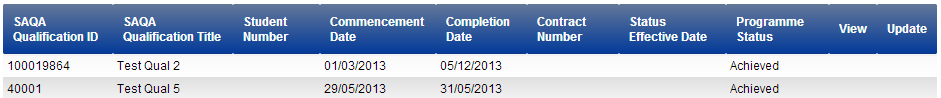 SAQA Qualification ID SAQA Qualification Title Student Number Commencement Date Completion Date Contract Number Status Effective Date Programme Status View Update
100019864 Test Qual 2 01/03/2013 05/12/2013 Achieved
40001 Test Qual 5 29/05/2013 31/05/2013 Achieved